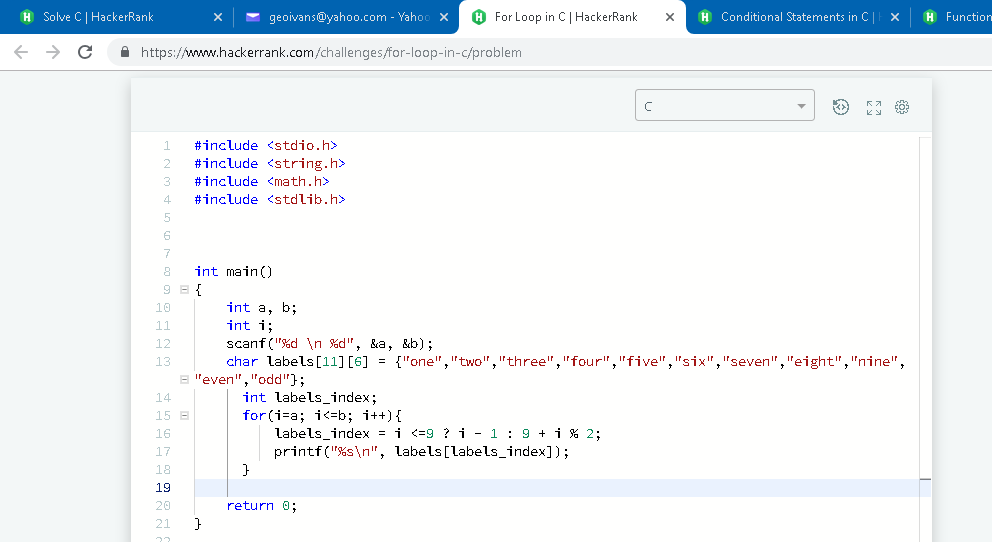 Solve C | HackerRank
geoivans@yahoo.com - Yahoo
For Loop in C | HackerRank
Conditional Statements in C |
Function
https://www.hackerrank.com/challenges/for-loop-in-c/problem
C
1 #include <stdio.h>
2 #include <string.h>
3 #include <math.h>
4 #include <stdlib.h>
5
6
7
8 int main()
9 {
10 int a, b;
11 int i;
12 scanf("%d \n %d", &a, &b);
13 char labels[11][6] = {"one","two","three","four","five","six","seven","eight","nine",
"even","odd"};
14 int labels_index;
15 for(i=a; i<=b; i++){
16 labels_index = i <=9 ? i - 1 : 9 + i % 2;
17 printf("%s\n", labels[labels_index]);
18 }
19
20 return 0;
21 }
22